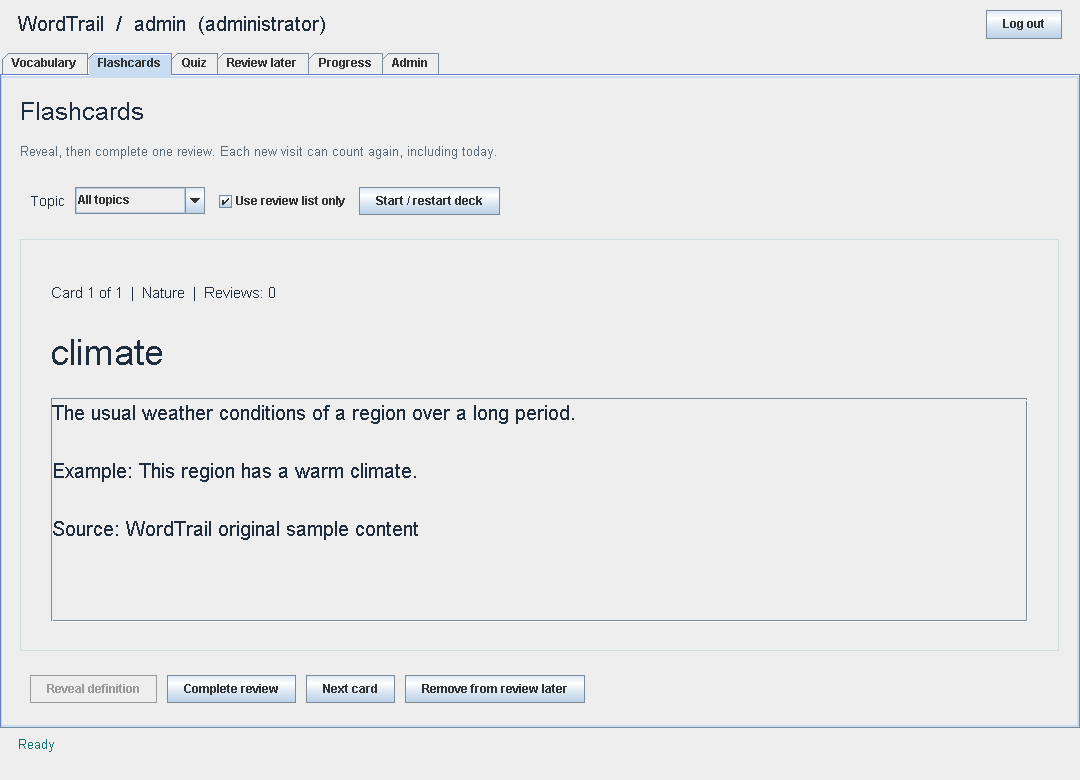 WordTrail / admin (administrator)
Log out
Vocabulary Flashcards Quiz Review later Progress Admin
Flashcards
Reveal, then complete one review. Each new visit can count again, including today.
Topic All topics Use review list only Start / restart deck
Card 1 of 1 | Nature | Reviews: 0
climate
The usual weather conditions of a region over a long period.
Example: This region has a warm climate.
Source: WordTrail original sample content
Reveal definition Complete review Next card Remove from review later
Ready